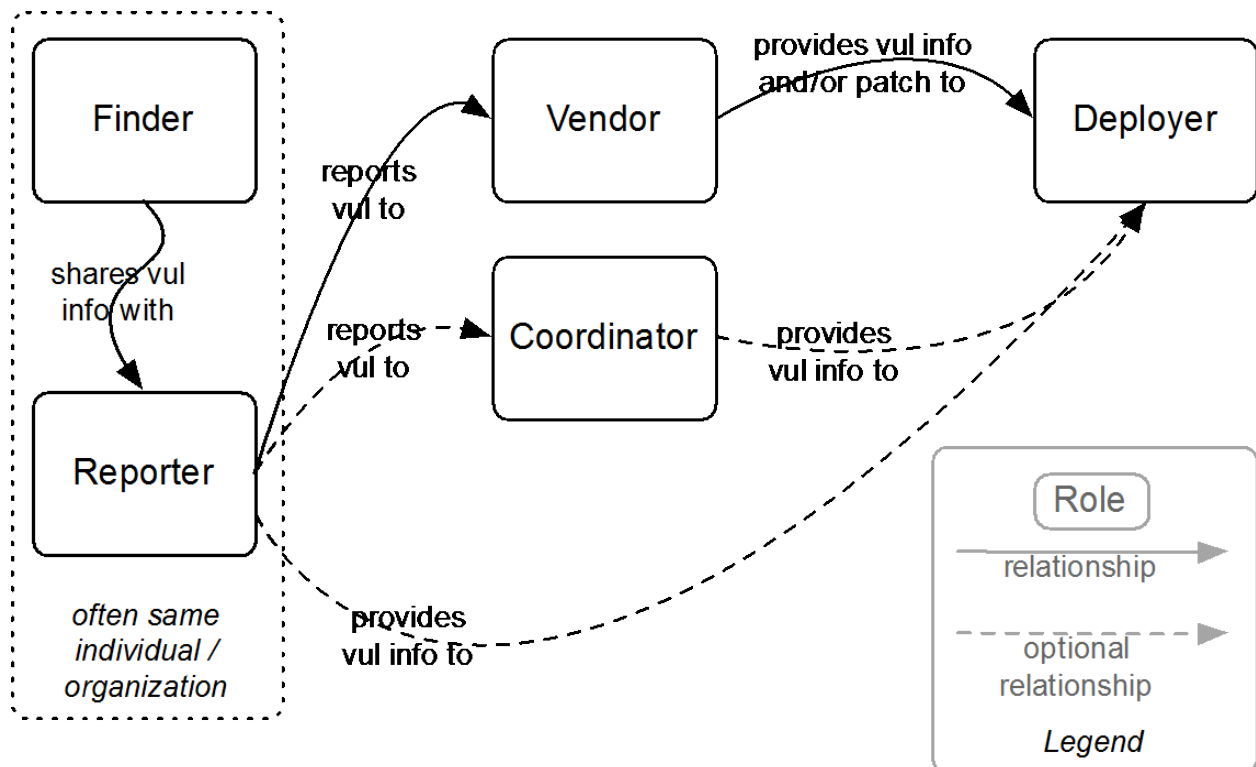 Finder
shares vul
info with
Reporter
often same
individual /
organization
reports
vul to
reports
vul to
Vendor
Coordinator
provides vul info
and/or patch to
provides
vul info to
provides
vul info to
Deployer
Role
relationship
optional
relationship
Legend